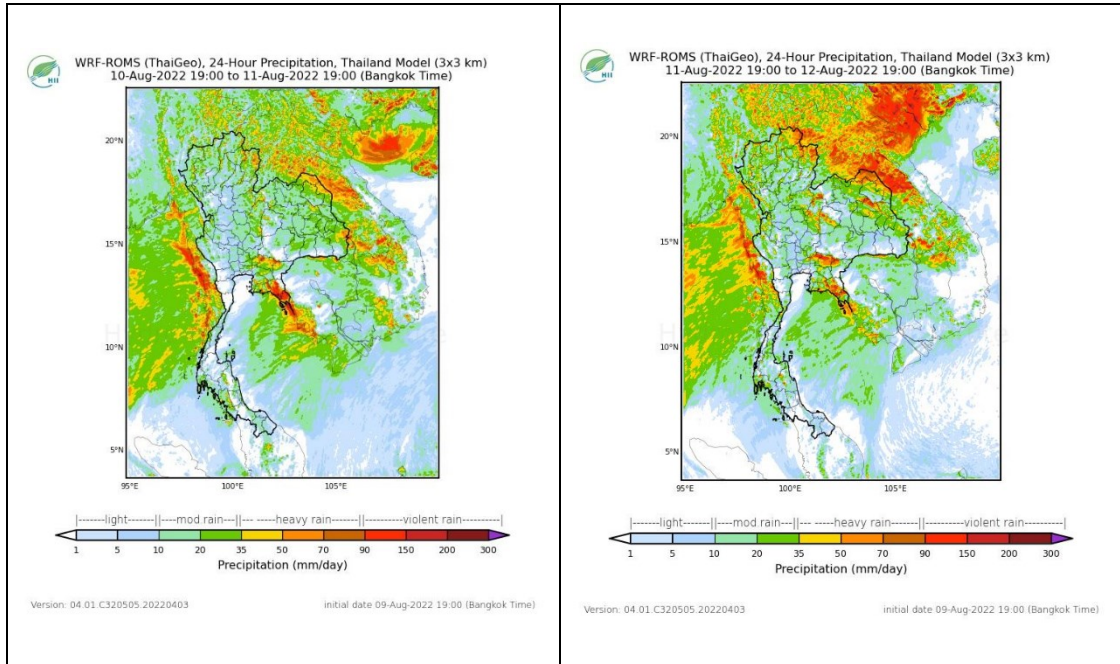 HII
WRF-ROMS (ThaiGeo), 24-Hour Precipitation, Thailand Model (3x3 km)
10-Aug-2022 19:00 to 11-Aug-2022 19:00 (Bangkok Time)
20°N
15°N
10°N
5°N
95°E 100°E 105°E
|-------light-------||----mod rain---||--- ----heavy rain-------||----------violent rain-----------|
1 5 10 20 35 50 70 90 150 200 300
Precipitation (mm/day)
Version: 04.01.C320505.20220403 initial date 09-Aug-2022 19:00 (Bangkok Time)
HII
WRF-ROMS (ThaiGeo), 24-Hour Precipitation, Thailand Model (3x3 km)
11-Aug-2022 19:00 to 12-Aug-2022 19:00 (Bangkok Time)
20°N
15°N
10°N
5°N
95°E 100°E 105°E
|-------light-------||----mod rain---||--- ----heavy rain-------||----------violent rain-----------|
1 5 10 20 35 50 70 90 150 200 300
Precipitation (mm/day)
Version: 04.01.C320505.20220403 initial date 09-Aug-2022 19:00 (Bangkok Time)